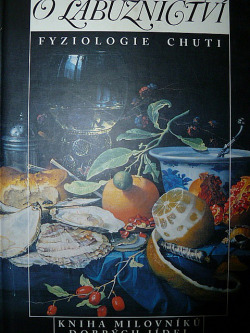 O LABUŽNICTVÍ
FYZIOLOGIE CHUTI
KNIHA MILOVNÍKŮ
DOBRÝCH JÍDEL